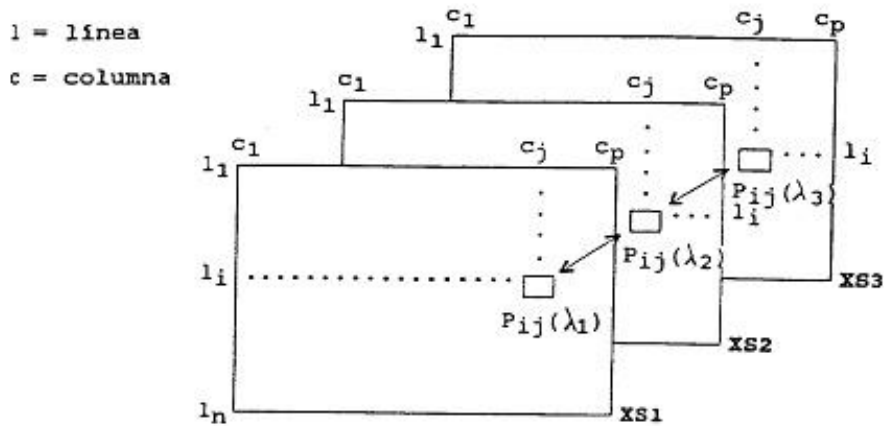 l = línea
c = columna
c1 cj cp
l1
c1 cj cp
l1
li
c1 cj cp
l1
Pij(λ3)
li
li
Pij(λ2)
XS3
Pij(λ1)
XS2
ln
XS1